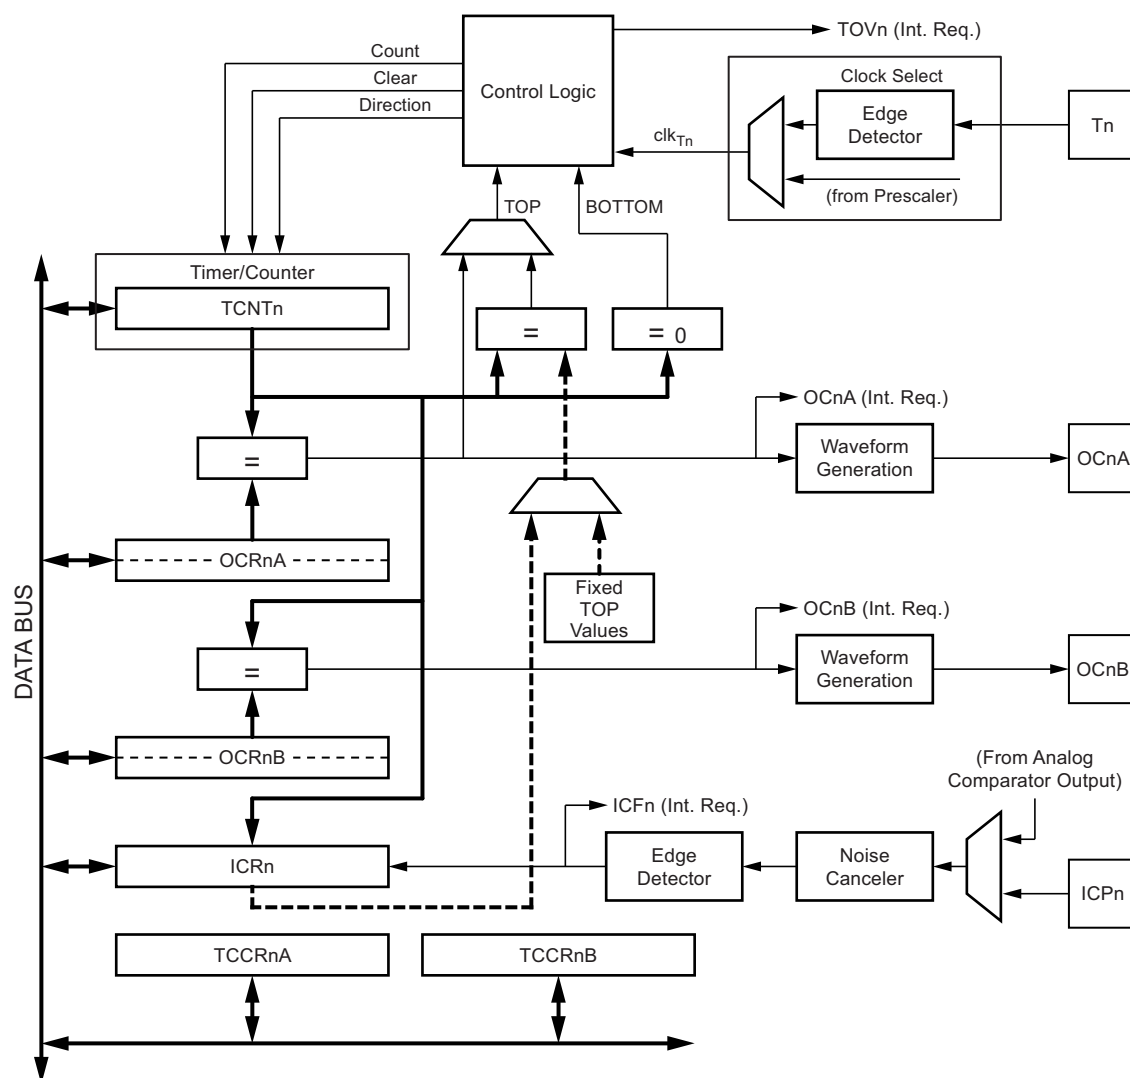 TOVn (Int. Req.)
Count
Clear
Direction
Control Logic
Clock Select
Edge
Detector
Tn
clkTn
(from Prescaler)
TOP
BOTTOM
Timer/Counter
TCNTn
=
= 0
OCnA (Int. Req.)
=
Waveform
Generation
OCnA
OCRnA
Fixed
TOP
Values
DATA BUS
OCnB (Int. Req.)
=
Waveform
Generation
OCnB
OCRnB
(From Analog
Comparator Output)
ICFn (Int. Req.)
ICRn
Edge
Detector
Noise
Canceler
ICPn
TCCRnA
TCCRnB